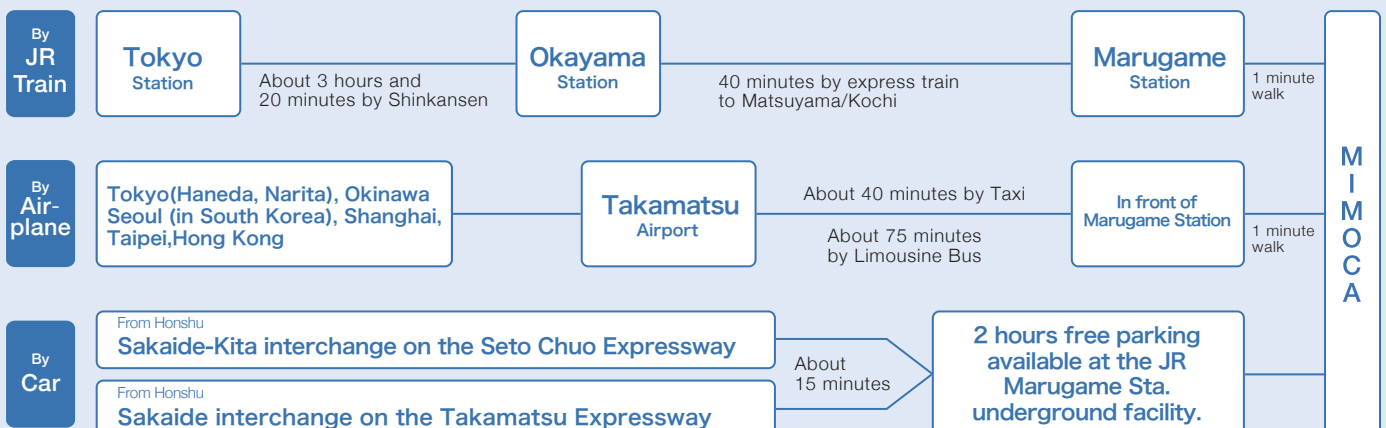 By
JR
Train
Tokyo
Station
About 3 hours and
20 minutes by Shinkansen
Okayama
Station
40 minutes by express train
to Matsuyama/Kochi
Marugame
Station
1 minute
walk
By
Air-
plane
Tokyo(Haneda, Narita), Okinawa
Seoul (in South Korea), Shanghai,
Taipei,Hong Kong
Takamatsu
Airport
About 40 minutes by Taxi
About 75 minutes
by Limousine Bus
In front of
Marugame Station
1 minute
walk
By
Car
From Honshu
Sakaide-Kita interchange on the Seto Chuo Expressway
From Honshu
Sakaide interchange on the Takamatsu Expressway
About
15 minutes
2 hours free parking
available at the JR
Marugame Sta.
underground facility.
MIMOCA